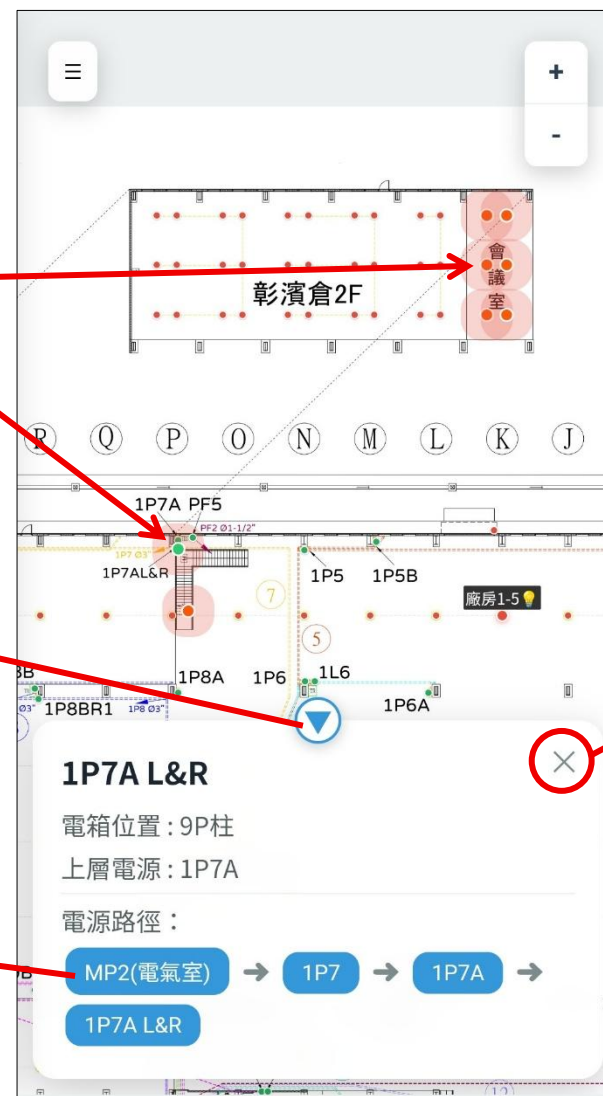 ☰
+
-
會議室
彰濱倉2F
R Q P O N M L K J
1P7A PF5
PF2 Ø1-1/2"
1P7 Ø3"
1P7AL&R
1P5
1P5B
7
廠房1-5💡
5
1P8A
1P6
1L6
1P6A
1P8BR1
1P8 Ø3"
1P7A L&R
電箱位置 : 9P柱
上層電源 : 1P7A
電源路徑：
MP2(電氣室) ➔ 1P7 ➔ 1P7A ➔
1P7A L&R
12